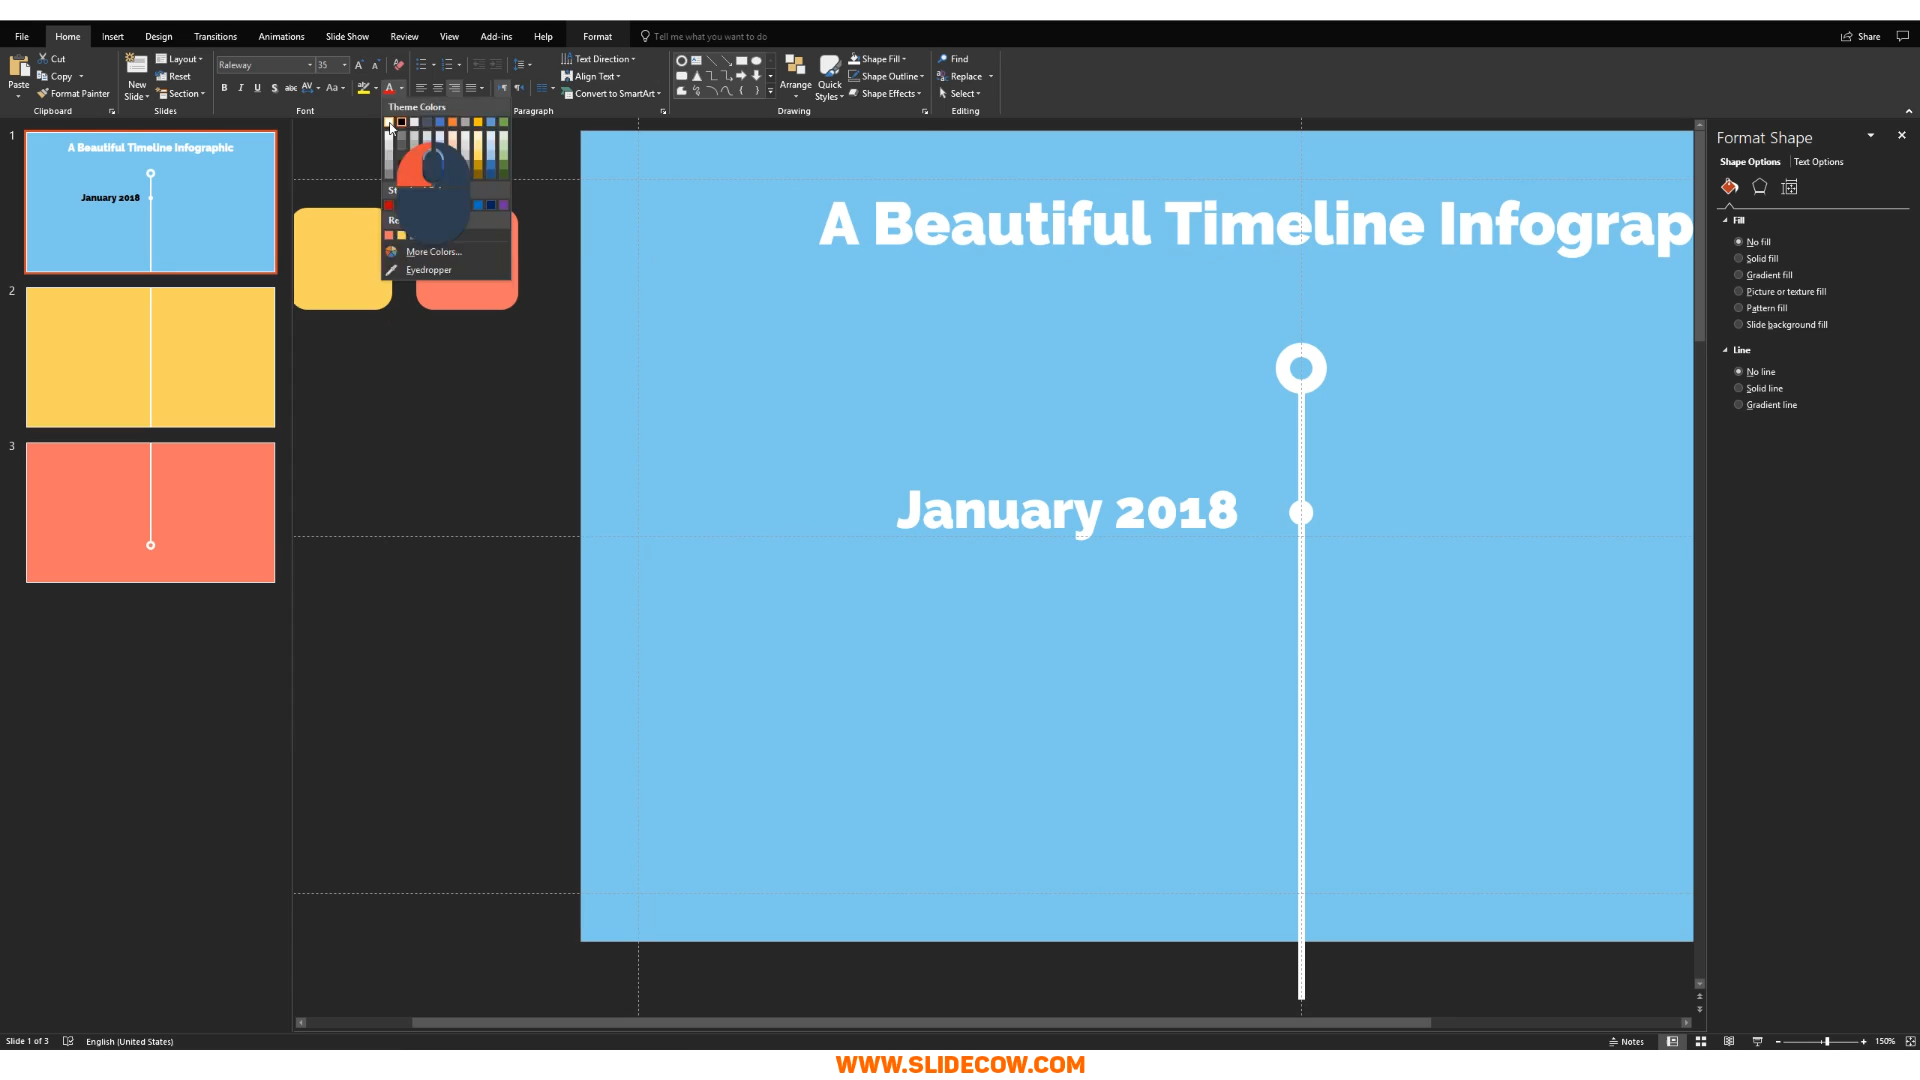 File Home Insert Design Transitions Animations Slide Show Review View Add-ins Help Format Tell me what you want to do Share
Paste Cut Copy Format Painter Clipboard
New Slide Layout Reset Section Slides
Raleway 35 Font
B I U S abc AV Aa A
Text Direction Align Text Convert to SmartArt Paragraph
Arrange Quick Styles Shape Fill Shape Outline Shape Effects Drawing
Find Replace Select Editing
Theme Colors
More Colors...
Eyedropper
1
A Beautiful Timeline Infographic
January 2018
2
3
A Beautiful Timeline Infograp
January 2018
Format Shape
Shape Options Text Options
Fill
No fill
Solid fill
Gradient fill
Picture or texture fill
Pattern fill
Slide background fill
Line
No line
Solid line
Gradient line
Slide 1 of 3 English (United States) Notes 150%
WWW.SLIDECOW.COM